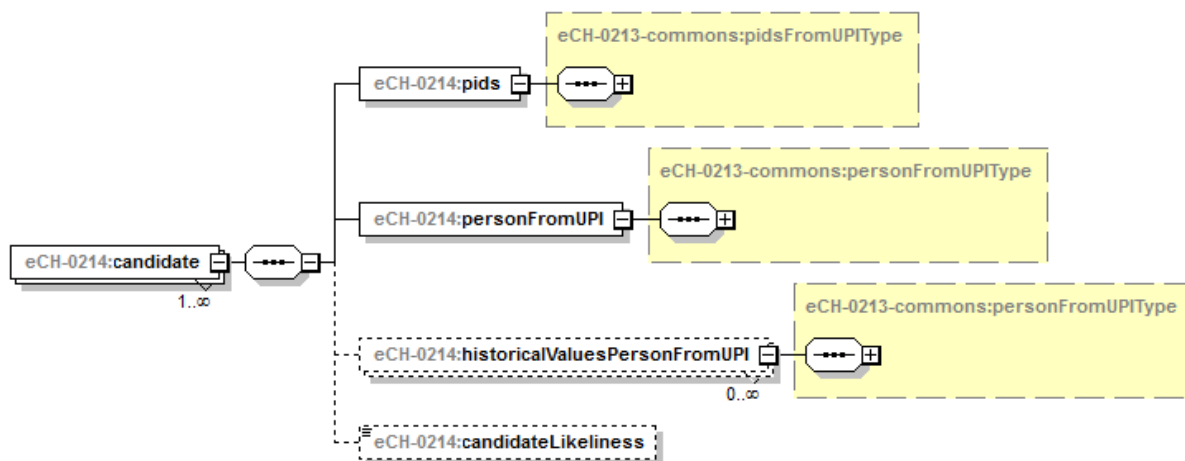 eCH-0213-commons:pidsFromUPIType
eCH-0214:pids
eCH-0213-commons:personFromUPIType
eCH-0214:personFromUPI
eCH-0214:candidate
1..∞
eCH-0213-commons:personFromUPIType
eCH-0214:historicalValuesPersonFromUPI
0..∞
eCH-0214:candidateLikeliness